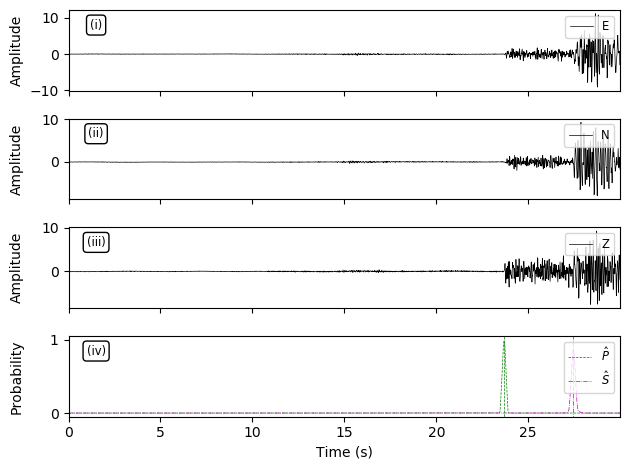 (i)
E
Amplitude
10
0
−10
(ii)
N
Amplitude
10
0
(iii)
Z
Amplitude
10
0
(iv)
P̂
Ŝ
Probability
1
0
0 5 10 15 20 25
Time (s)